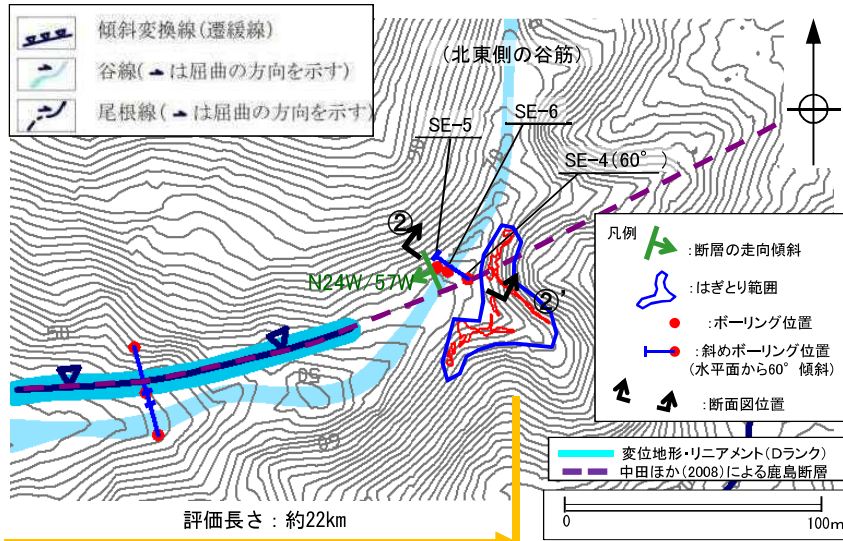 傾斜変換線(遷緩線)
谷線(は屈曲の方向を示す)
尾根線(は屈曲の方向を示す)
(北東側の谷筋)
SE-5
SE-6
SE-4(60°)
②
N24W/57W
②'
50
50
60
70
凡例
:断層の走向傾斜
:はぎとり範囲
:ボーリング位置
:斜めボーリング位置
(水平面から60°傾斜)
:断面図位置
変位地形・リニアメント(Dランク)
中田ほか(2008)による鹿島断層
0
100m
評価長さ:約22km